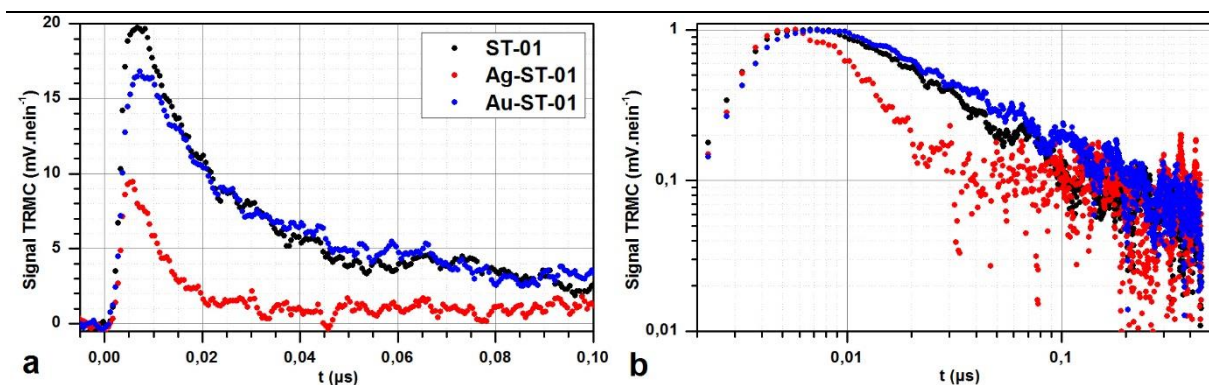 20
15
10
5
0
Signal TRMC (mV.nein⁻¹)
ST-01
Ag-ST-01
Au-ST-01
0,00 0,02 0,04 0,06 0,08 0,10
a
t (µs)
1
0,1
0,01
Signal TRMC (mV.nein⁻¹)
0,01 0,1
b
t (µs)